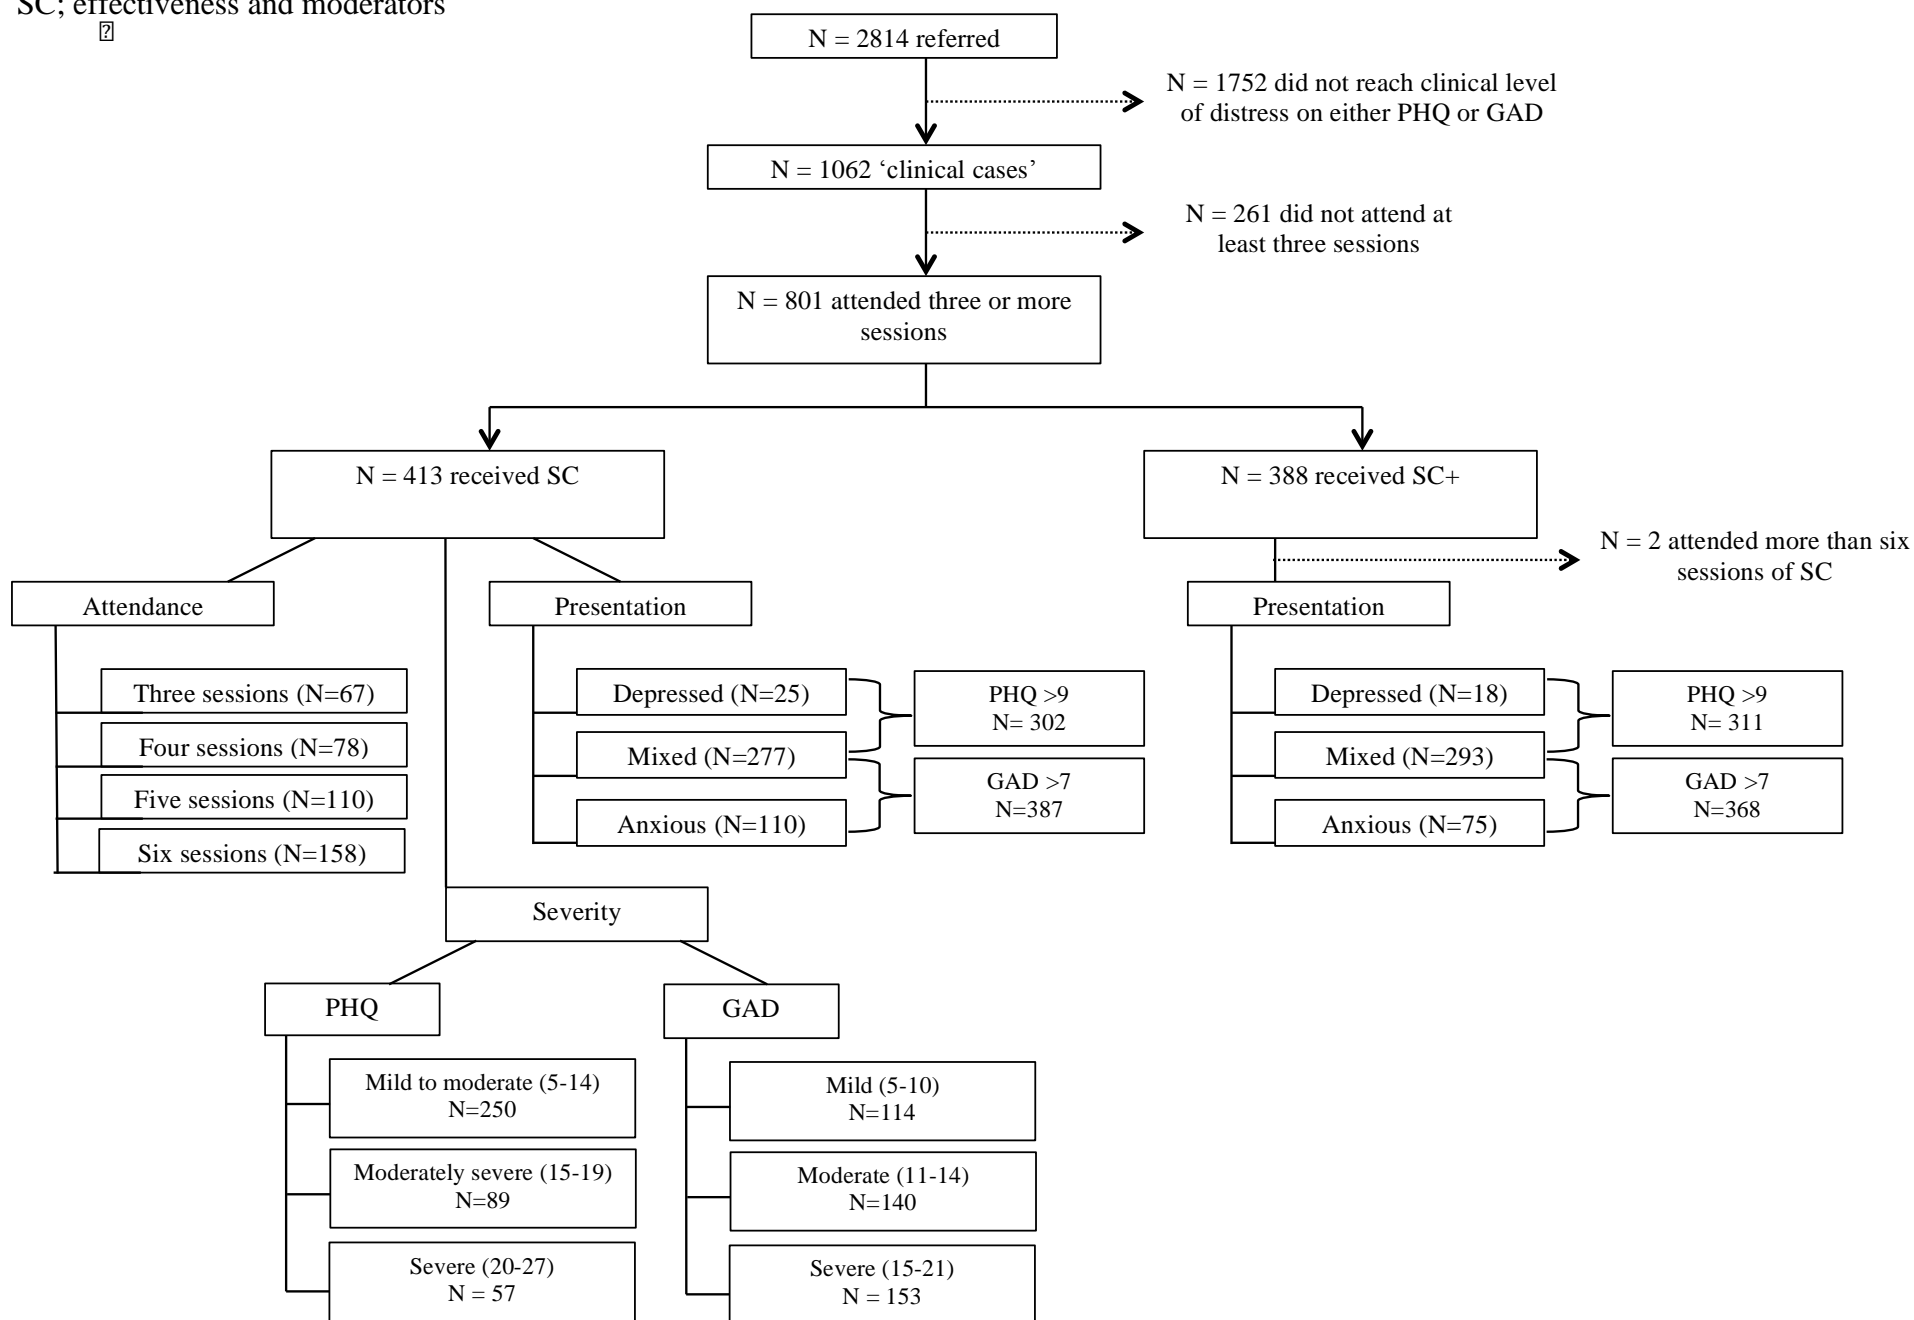 SC; effectiveness and moderators
N = 2814 referred
N = 1752 did not reach clinical level
of distress on either PHQ or GAD
N = 1062 ‘clinical cases’
N = 261 did not attend at
least three sessions
N = 801 attended three or more
sessions
N = 413 received SC
N = 388 received SC+
N = 2 attended more than six
sessions of SC
Attendance
Three sessions (N=67)
Four sessions (N=78)
Five sessions (N=110)
Six sessions (N=158)
Presentation
Depressed (N=25)
Mixed (N=277)
Anxious (N=110)
PHQ >9
N= 302
GAD >7
N=387
Presentation
Depressed (N=18)
Mixed (N=293)
Anxious (N=75)
PHQ >9
N= 311
GAD >7
N=368
Severity
PHQ
Mild to moderate (5-14)
N=250
Moderately severe (15-19)
N=89
Severe (20-27)
N = 57
GAD
Mild (5-10)
N=114
Moderate (11-14)
N=140
Severe (15-21)
N = 153